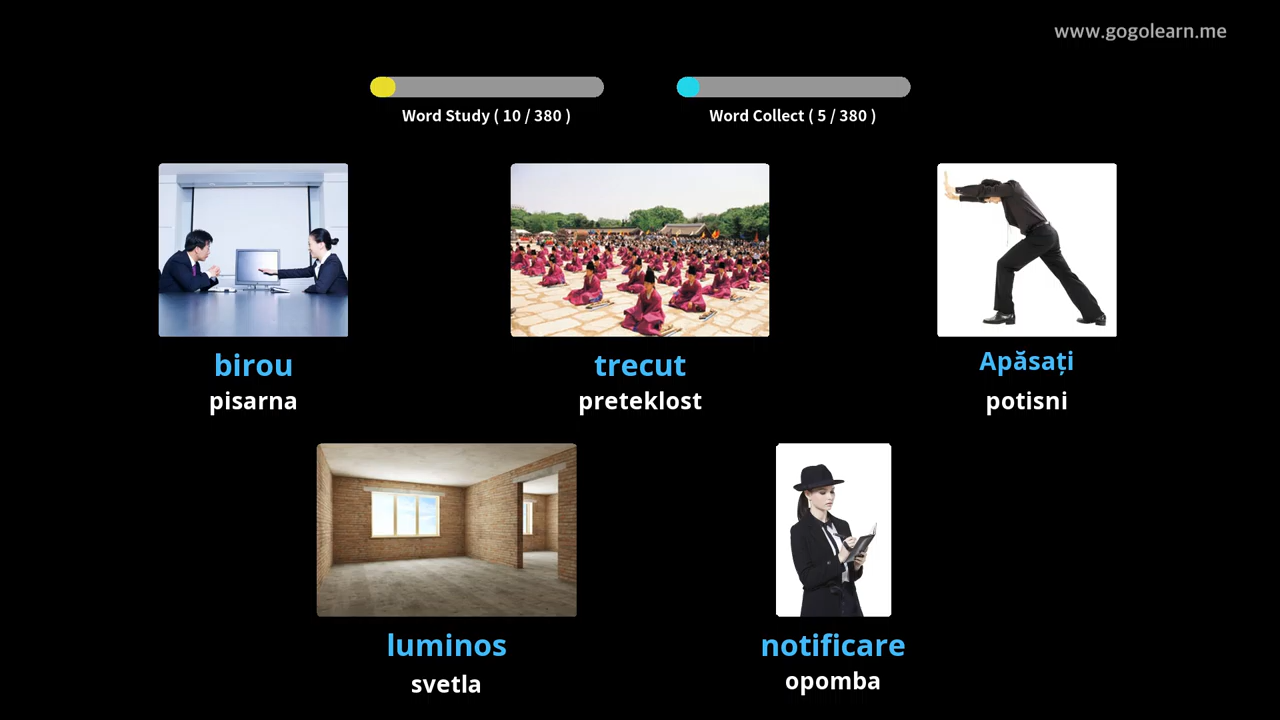 www.gogolearn.me
Word Study ( 10 / 380 )
Word Collect ( 5 / 380 )
birou
pisarna
trecut
preteklost
Apăsați
potisni
luminos
svetla
notificare
opomba